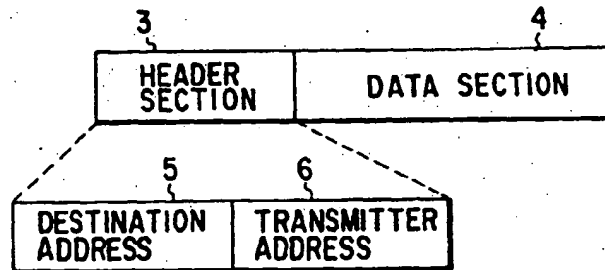 3
4
HEADER
SECTION
DATA SECTION
5
6
DESTINATION
ADDRESS
TRANSMITTER
ADDRESS